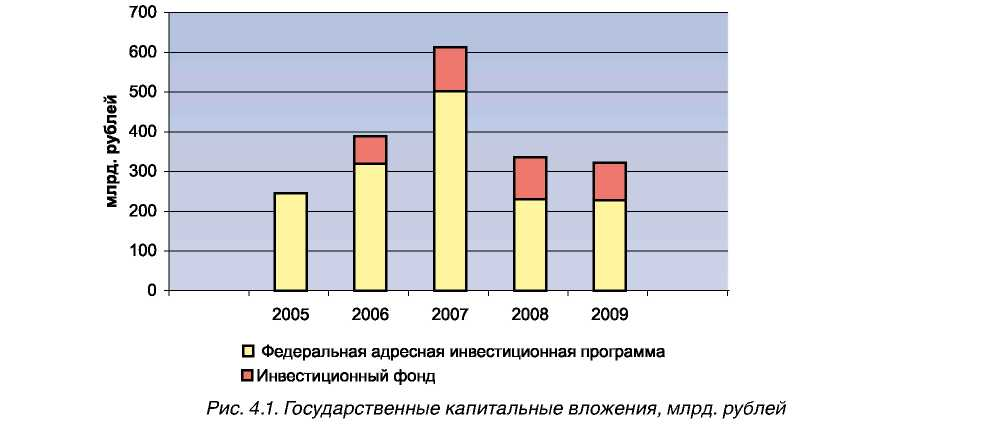 млрд. рублей
700
600
500
400
300
200
100
0
2005 2006 2007 2008 2009
Федеральная адресная инвестиционная программа
Инвестиционный фонд
Рис. 4.1. Государственные капитальные вложения, млрд. рублей